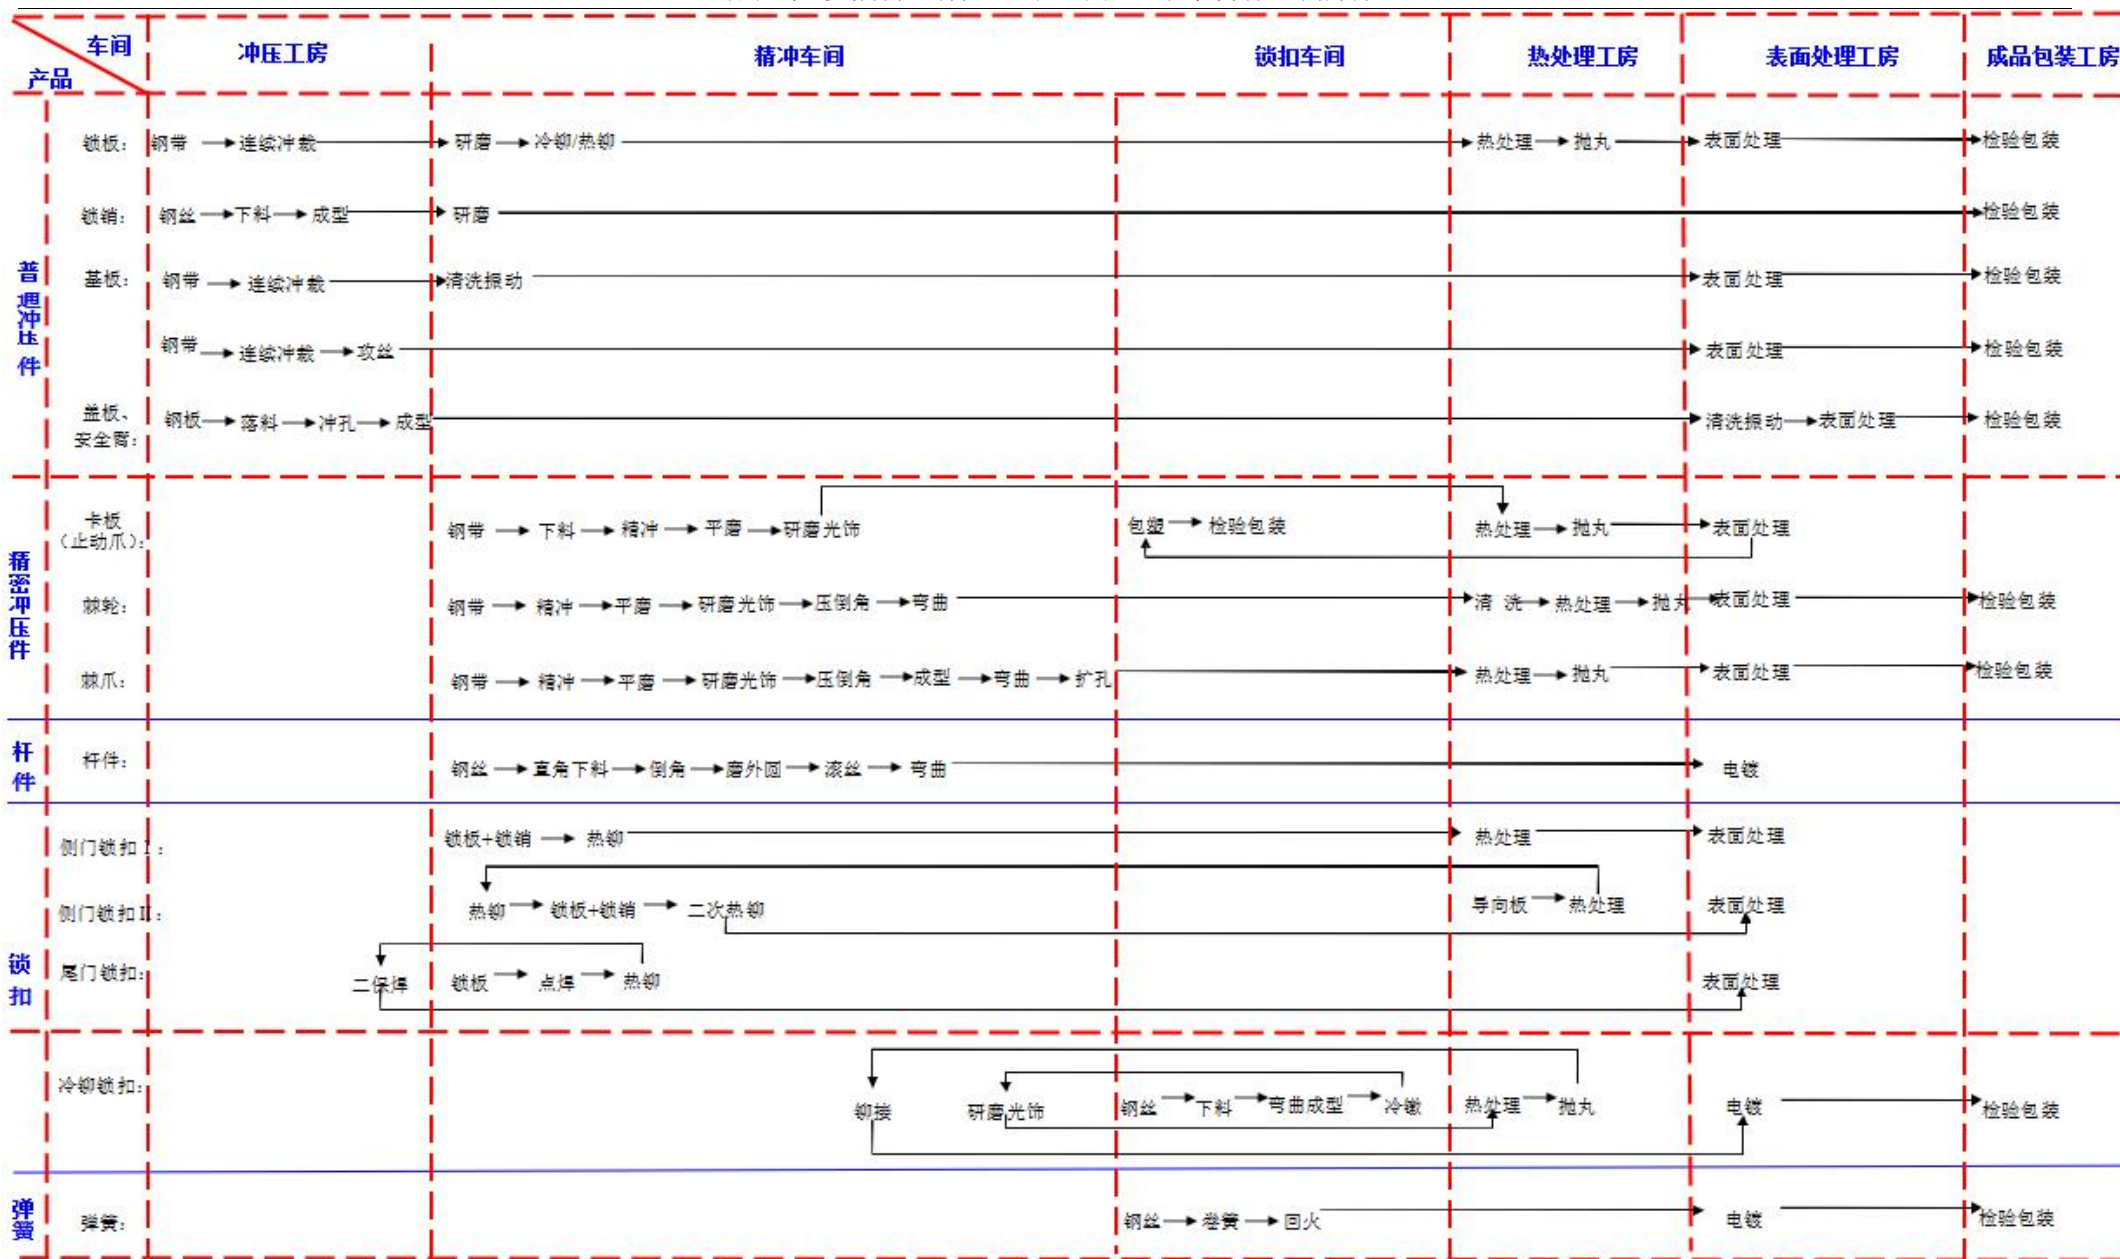 车间 冲压工房 精冲车间 锁扣车间 热处理工房 表面处理工房 成品包装工房
产品
普通冲压件
锁板： 钢带 连续冲裁 研磨 冷铆/热铆 热处理 抛丸 表面处理 检验包装
锁销： 钢丝 下料 成型 研磨 检验包装
基板： 钢带 连续冲裁 清洗振动 表面处理 检验包装
钢带 连续冲裁 攻丝 表面处理 检验包装
盖板、
安全臂： 钢板 落料 冲孔 成型 清洗振动 表面处理 检验包装
精密冲压件
卡板
（止动爪）： 钢带 下料 精冲 平磨 研磨光饰 包塑 检验包装 热处理 抛丸 表面处理
棘轮： 钢带 精冲 平磨 研磨光饰 压倒角 弯曲 清 洗 热处理 抛丸 表面处理 检验包装
棘爪： 钢带 精冲 平磨 研磨光饰 压倒角 成型 弯曲 扩孔 热处理 抛丸 表面处理 检验包装
杆件
杆件： 钢丝 直角下料 倒角 磨外圆 滚丝 弯曲 电镀
锁扣
侧门锁扣Ⅰ： 锁板+锁销 热铆 热处理 表面处理
侧门锁扣Ⅱ： 热铆 锁板+锁销 二次热铆 导向板 热处理 表面处理
尾门锁扣： 二保焊 锁板 点焊 热铆 表面处理
冷铆锁扣： 铆接 研磨光饰 钢丝 下料 弯曲成型 冷镦 热处理 抛丸 电镀 检验包装
弹簧
弹簧： 钢丝 卷簧 回火 电镀 检验包装